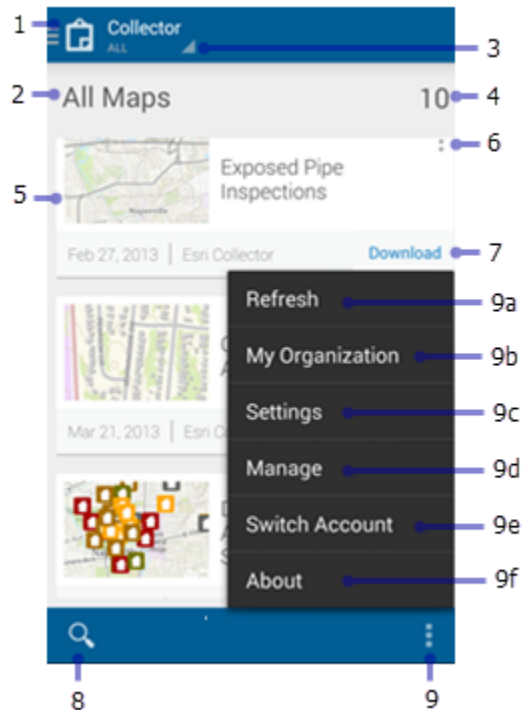 1
Collector
ALL
3
2
All Maps
10
4
6
5
Exposed Pipe
Inspections
Naperville
Feb 27, 2013 | Esri Collector
Download
7
Refresh
9a
My Organization
9b
Settings
9c
Mar 21, 2013 | Esri C
Manage
9d
Switch Account
9e
About
9f
8
9